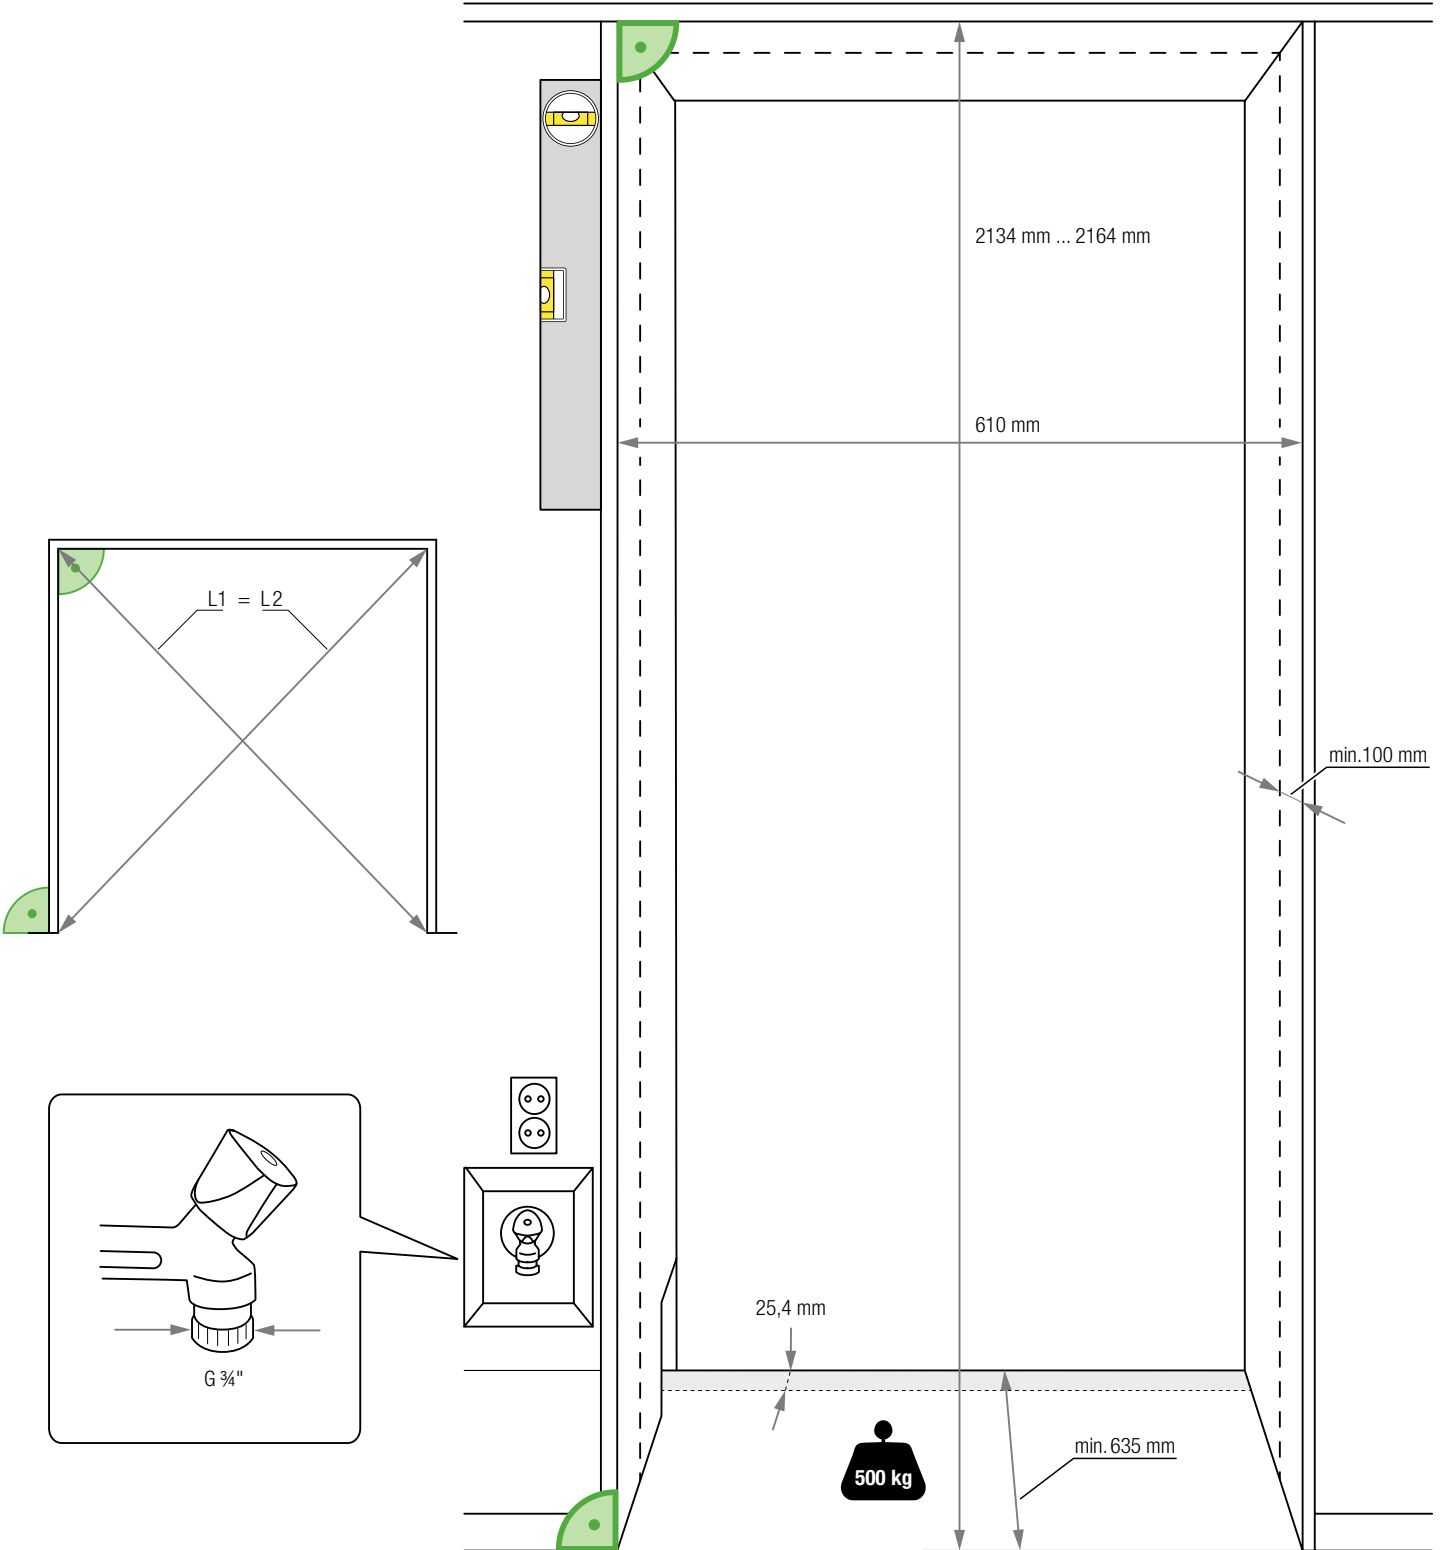 2134 mm ... 2164 mm
610 mm
L1 = L2
min.100 mm
25,4 mm
G ¾"
min. 635 mm
500 kg